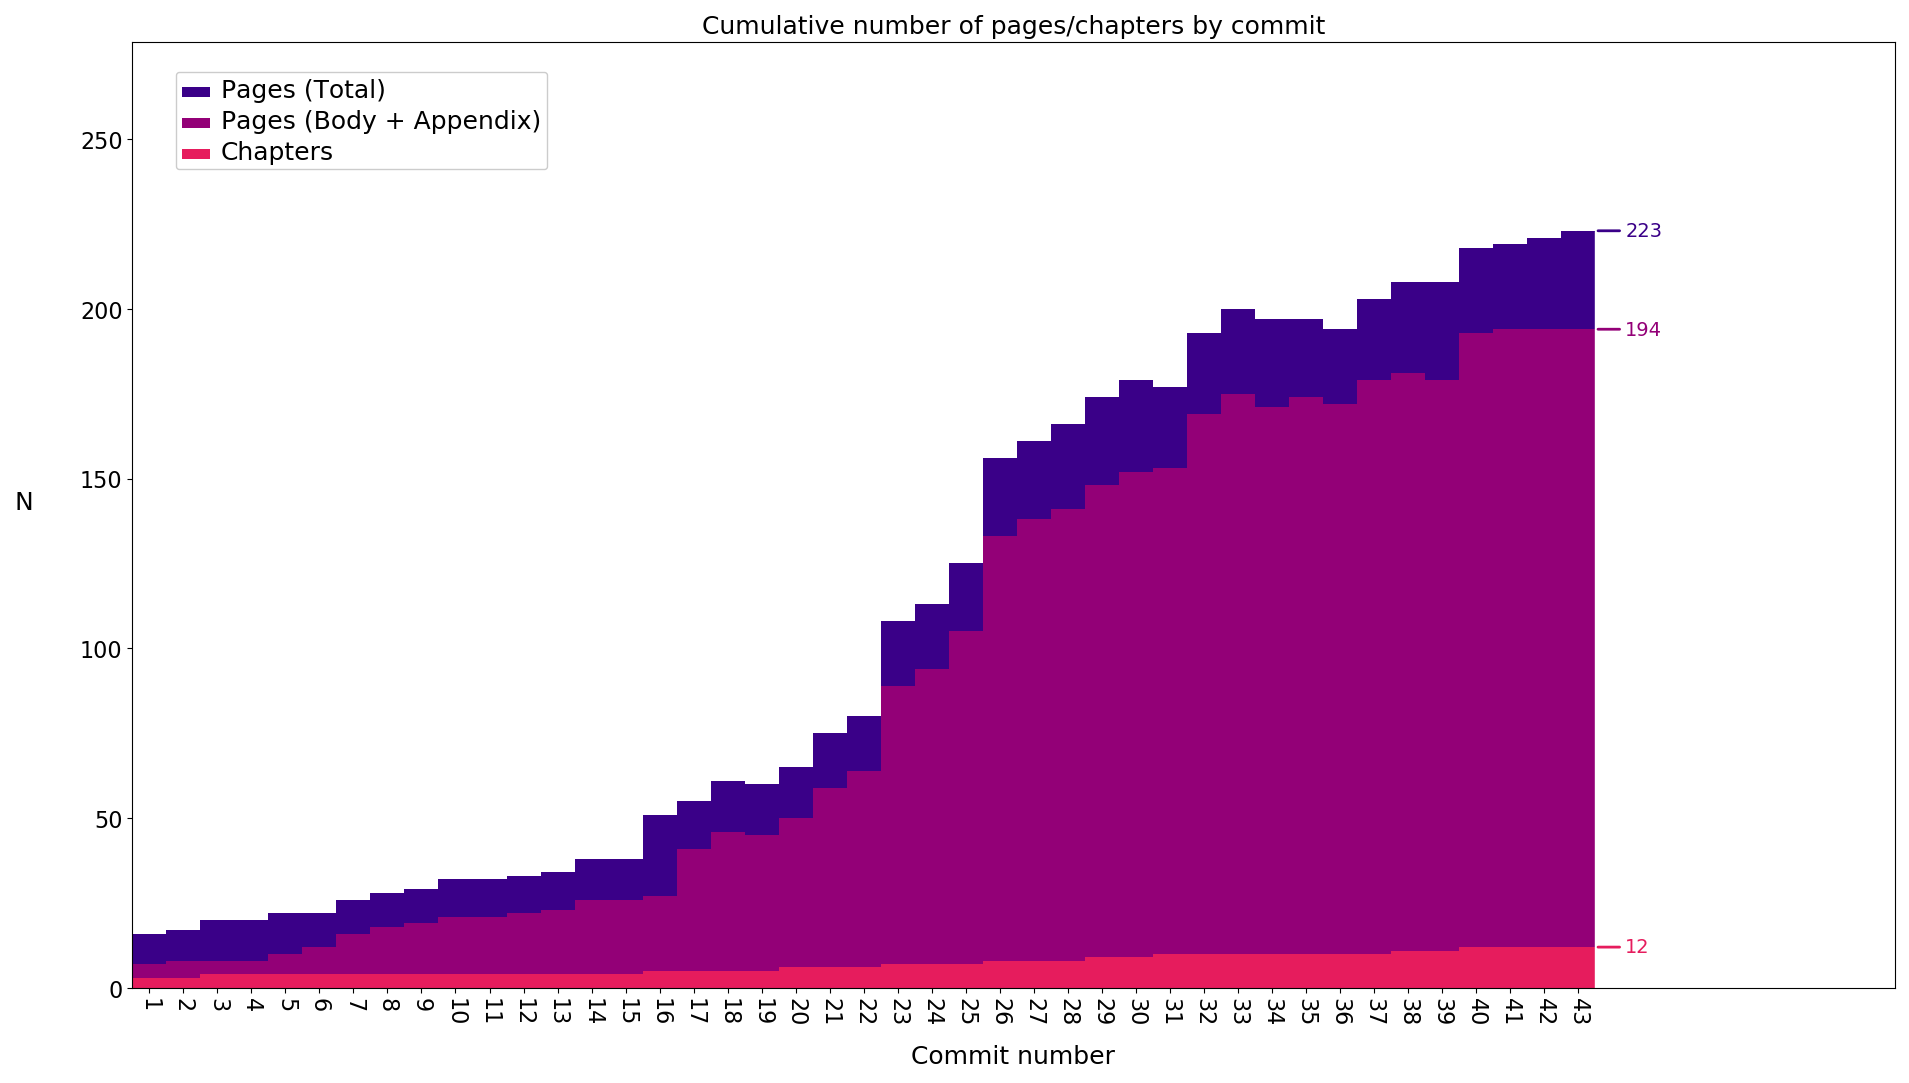 Cumulative number of pages/chapters by commit
Pages (Total)
Pages (Body + Appendix)
Chapters
250
200
150
100
50
0
N
223
194
12
1 2 3 4 5 6 7 8 9 10 11 12 13 14 15 16 17 18 19 20 21 22 23 24 25 26 27 28 29 30 31 32 33 34 35 36 37 38 39 40 41 42 43
Commit number